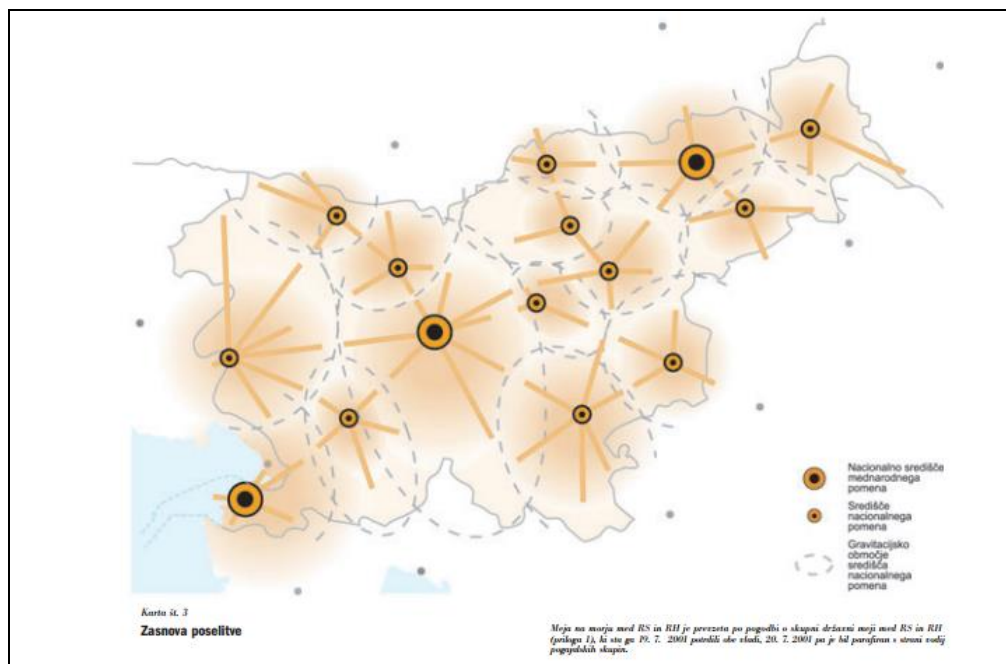 Nacionalno središče
mednarodnega
pomena
Središče
nacionalnega
pomena
Gravitacijsko
območje
središča
nacionalnega
pomena
Karta št. 3
Zasnova poselitve
Meja na morju med RS in RH je prevzeta po pogodbi o skupni državni meji med RS in RH
(priloga 1), ki sta ga 19. 7. 2001 potrdili obe vladi, 20. 7. 2001 pa je bil parafiran s strani vodij
pogajalskih skupin.